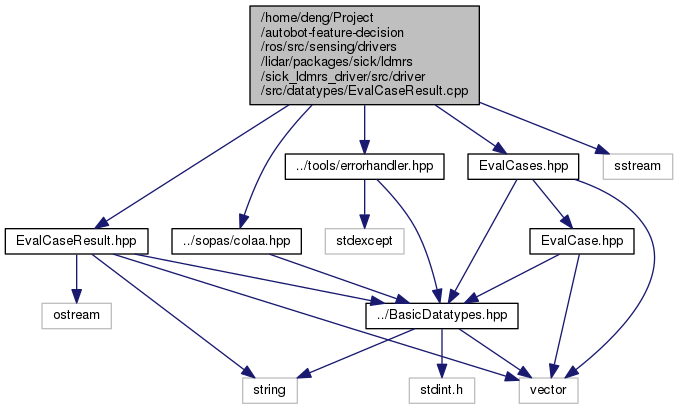 /home/deng/Project
/autobot-feature-decision
/ros/src/sensing/drivers
/lidar/packages/sick/ldmrs
/sick_ldmrs_driver/src/driver
/src/datatypes/EvalCaseResult.cpp
../tools/errorhandler.hpp
EvalCases.hpp
sstream
EvalCaseResult.hpp
../sopas/colaa.hpp
stdexcept
EvalCase.hpp
ostream
../BasicDatatypes.hpp
string
stdint.h
vector